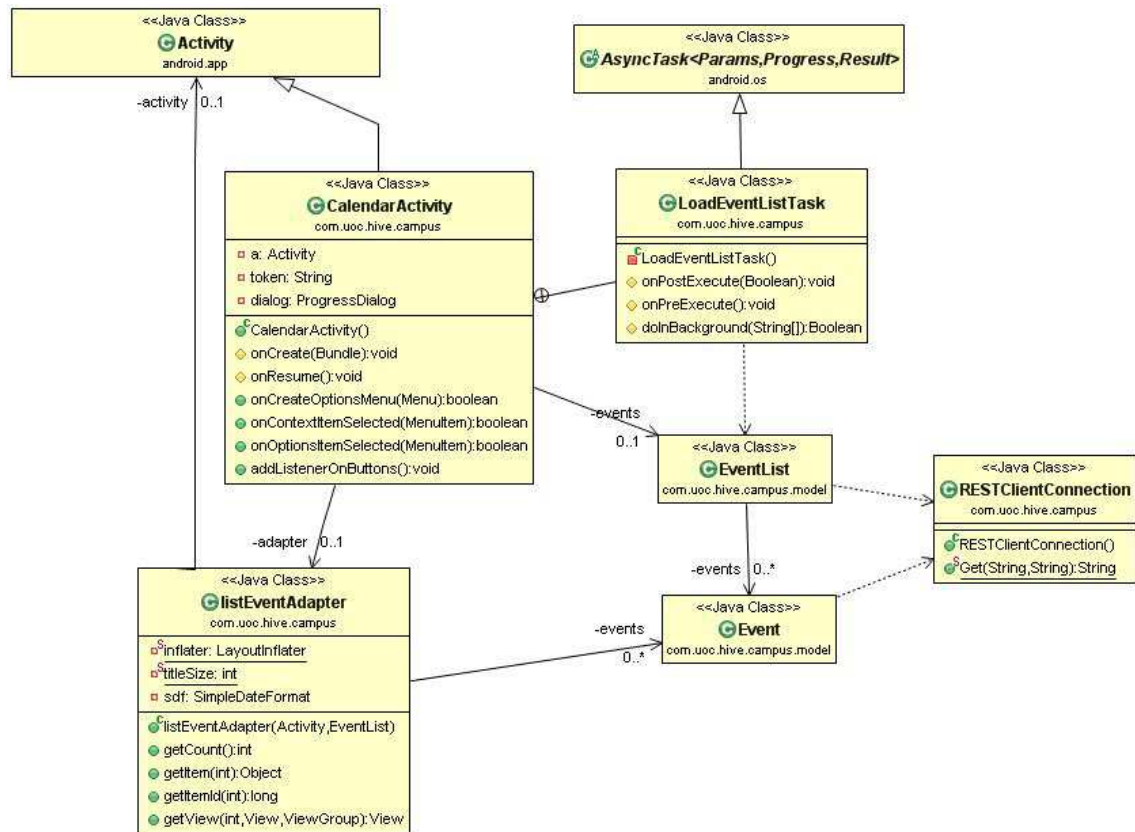 <<Java Class>>
Activity
android.app
<<Java Class>>
AsyncTask<Params,Progress,Result>
android.os
-activity 0..1
<<Java Class>>
CalendarActivity
com.uoc.hive.campus
a: Activity
token: String
dialog: ProgressDialog
CalendarActivity()
onCreate(Bundle):void
onResume():void
onCreateOptionsMenu(Menu):boolean
onContextItemSelected(MenuItem):boolean
onOptionsItemSelected(MenuItem):boolean
addListenerOnButtons():void
<<Java Class>>
LoadEventListTask
com.uoc.hive.campus
LoadEventListTask()
onPostExecute(Boolean):void
onPreExecute():void
doInBackground(String[]):Boolean
-events
0..1
<<Java Class>>
EventList
com.uoc.hive.campus.model
<<Java Class>>
RESTClientConnection
com.uoc.hive.campus
RESTClientConnection()
Get(String,String):String
-adapter 0..1
-events 0..*
<<Java Class>>
listEventAdapter
com.uoc.hive.campus
inflater: LayoutInflater
titleSize: int
sdf: SimpleDateFormat
listEventAdapter(Activity,EventList)
getCount():int
getItem(int):Object
getItemId(int):long
getView(int,View,ViewGroup):View
-events
0..*
<<Java Class>>
Event
com.uoc.hive.campus.model